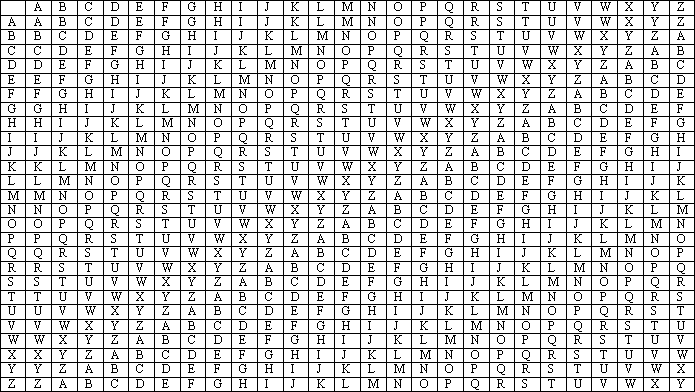 A B C D E F G H I J K L M N O P Q R S T U V W X Y Z
A A B C D E F G H I J K L M N O P Q R S T U V W X Y Z
B B C D E F G H I J K L M N O P Q R S T U V W X Y Z A
C C D E F G H I J K L M N O P Q R S T U V W X Y Z A B
D D E F G H I J K L M N O P Q R S T U V W X Y Z A B C
E E F G H I J K L M N O P Q R S T U V W X Y Z A B C D
F F G H I J K L M N O P Q R S T U V W X Y Z A B C D E
G G H I J K L M N O P Q R S T U V W X Y Z A B C D E F
H H I J K L M N O P Q R S T U V W X Y Z A B C D E F G
I I J K L M N O P Q R S T U V W X Y Z A B C D E F G H
J J K L M N O P Q R S T U V W X Y Z A B C D E F G H I
K K L M N O P Q R S T U V W X Y Z A B C D E F G H I J
L L M N O P Q R S T U V W X Y Z A B C D E F G H I J K
M M N O P Q R S T U V W X Y Z A B C D E F G H I J K L
N N O P Q R S T U V W X Y Z A B C D E F G H I J K L M
O O P Q R S T U V W X Y Z A B C D E F G H I J K L M N
P P Q R S T U V W X Y Z A B C D E F G H I J K L M N O
Q Q R S T U V W X Y Z A B C D E F G H I J K L M N O P
R R S T U V W X Y Z A B C D E F G H I J K L M N O P Q
S S T U V W X Y Z A B C D E F G H I J K L M N O P Q R
T T U V W X Y Z A B C D E F G H I J K L M N O P Q R S
U U V W X Y Z A B C D E F G H I J K L M N O P Q R S T
V V W X Y Z A B C D E F G H I J K L M N O P Q R S T U
W W X Y Z A B C D E F G H I J K L M N O P Q R S T U V
X X Y Z A B C D E F G H I J K L M N O P Q R S T U V W
Y Y Z A B C D E F G H I J K L M N O P Q R S T U V W X
Z Z A B C D E F G H I J K L M N O P Q R S T U V W X Y